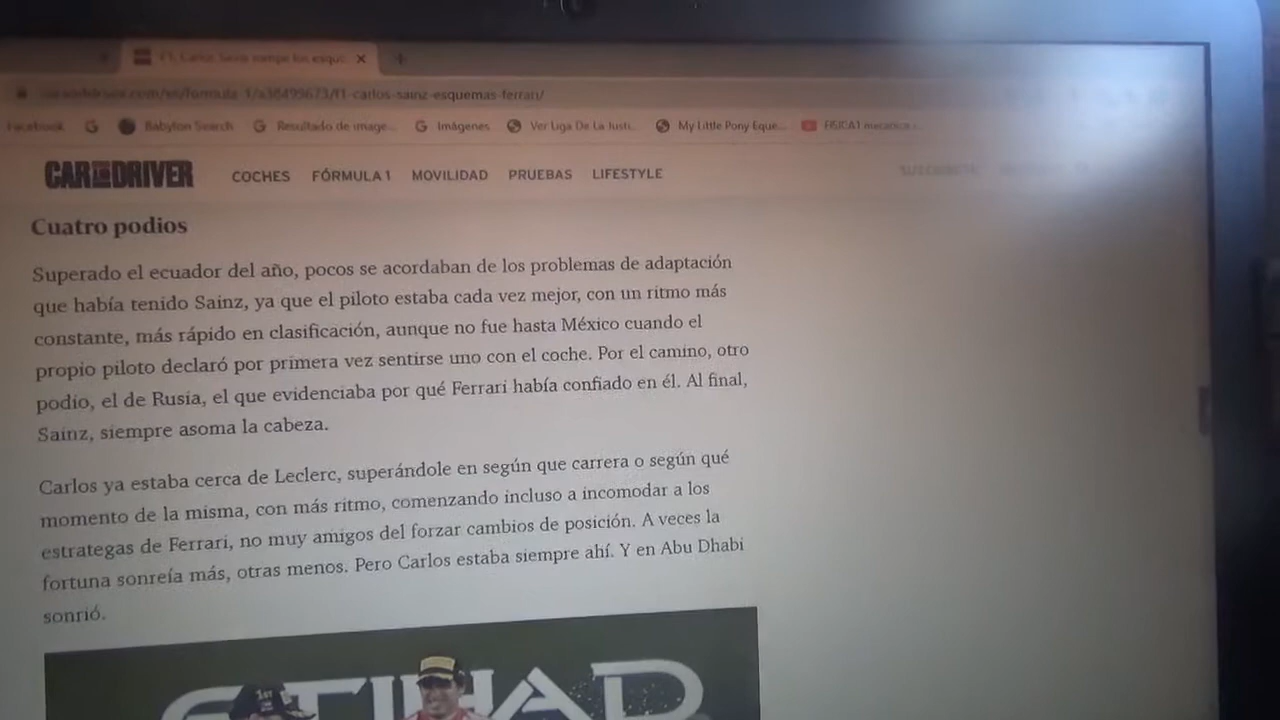 carlos-sainz-esquemas-ferrari/
Facebook Babylon Search Resultado de image... Imágenes Ver Liga De La Justi... My Little Pony Eque... FISICA1
CAR AND DRIVER COCHES FÓRMULA 1 MOVILIDAD PRUEBAS LIFESTYLE
Cuatro podios
Superado el ecuador del año, pocos se acordaban de los problemas de adaptación
que había tenido Sainz, ya que el piloto estaba cada vez mejor, con un ritmo más
constante, más rápido en clasificación, aunque no fue hasta México cuando el
propio piloto declaró por primera vez sentirse uno con el coche. Por el camino, otro
podio, el de Rusia, el que evidenciaba por qué Ferrari había confiado en él. Al final,
Sainz, siempre asoma la cabeza.
Carlos ya estaba cerca de Leclerc, superándole en según que carrera o según qué
momento de la misma, con más ritmo, comenzando incluso a incomodar a los
estrategas de Ferrari, no muy amigos del forzar cambios de posición. A veces la
fortuna sonreía más, otras menos. Pero Carlos estaba siempre ahí. Y en Abu Dhabi
sonrió.
ETIHAD
1ST